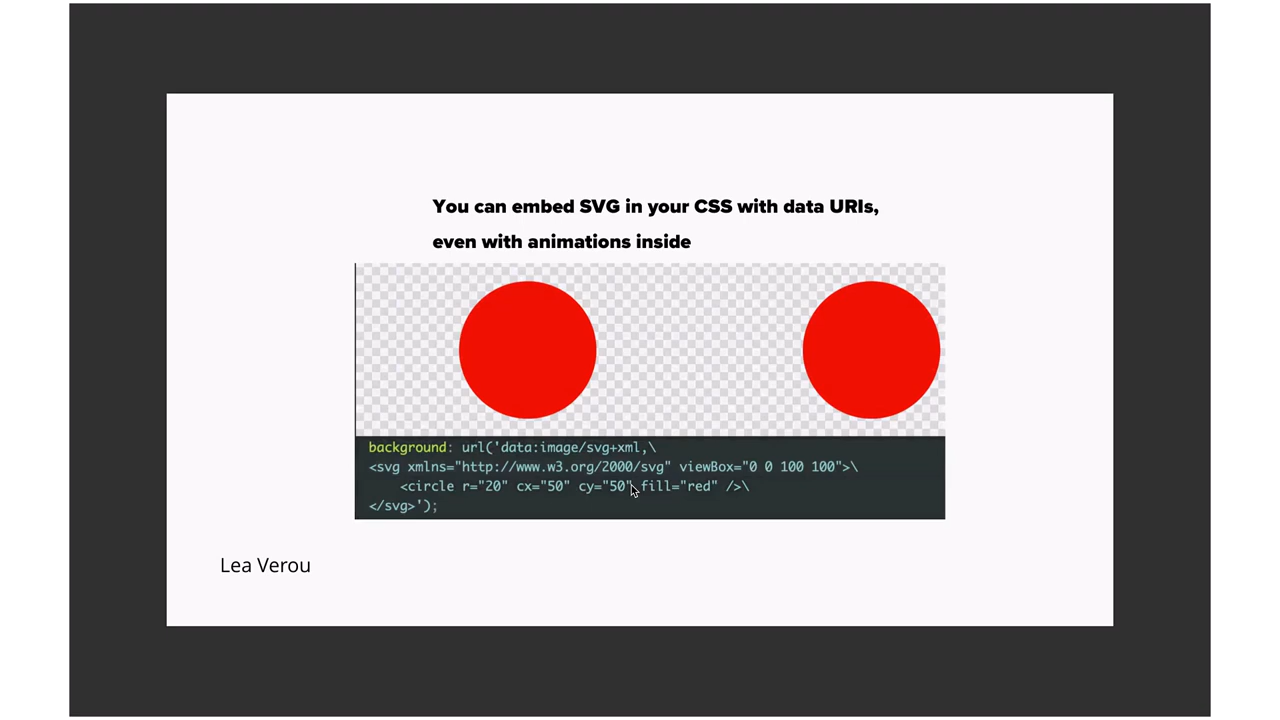 You can embed SVG in your CSS with data URIs,
even with animations inside
background: url('data:image/svg+xml,\
<svg xmlns="http://www.w3.org/2000/svg" viewBox="0 0 100 100">\
    <circle r="20" cx="50" cy="50" fill="red" />\
</svg>');
Lea Verou